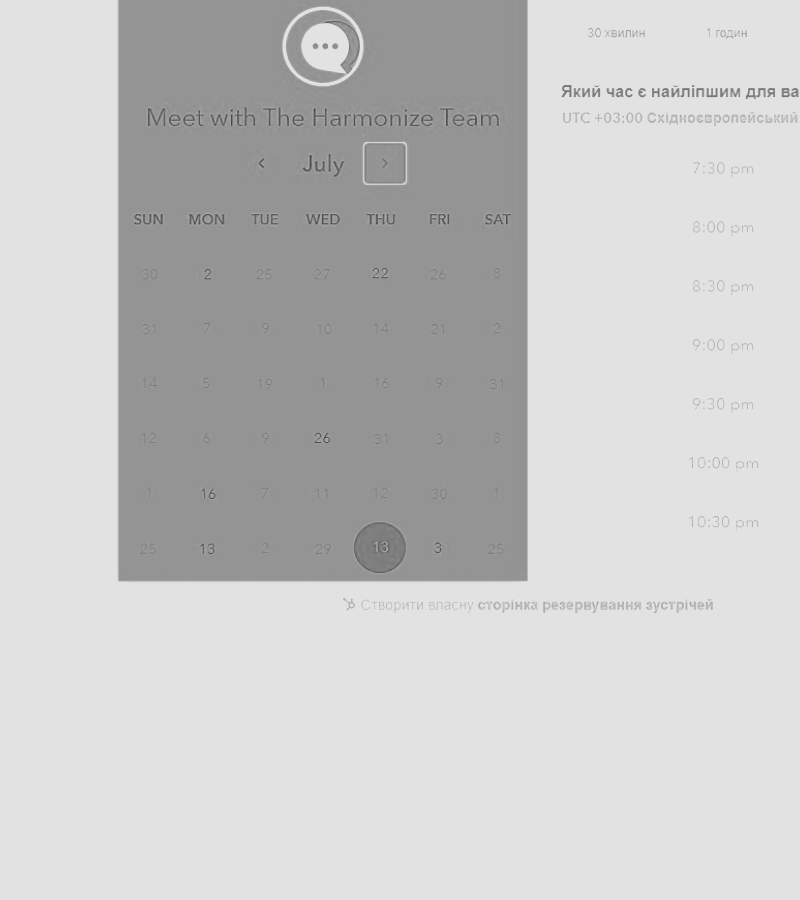 30 хвилин 1 годин
Meet with The Harmonize Team
Який час є найліпшим для ва
UTC +03:00 Східноєвропейський
July
SUN MON TUE WED THU FRI SAT
30 2 25 27 22 26 8
31 7 9 10 14 21 2
14 5 19 1 16 9 31
12 6 9 26 31 3 8
1 16 7 11 12 30 1
25 13 2 29 13 3 25
7:30 pm
8:00 pm
8:30 pm
9:00 pm
9:30 pm
10:00 pm
10:30 pm
Створити власну сторінка резервування зустрічей